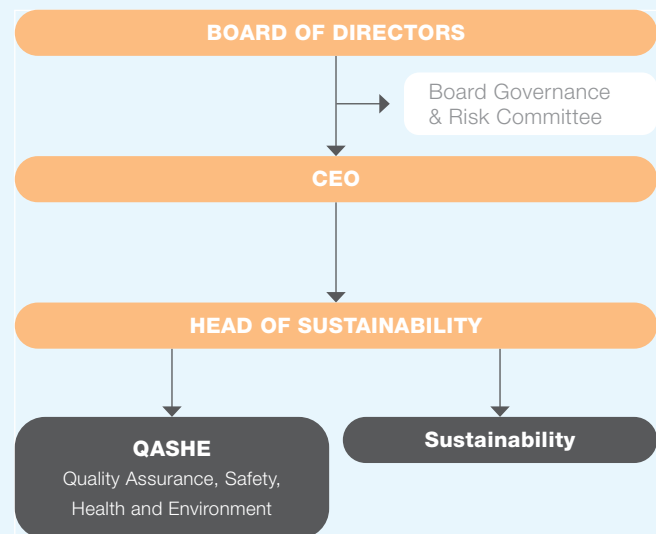 BOARD OF DIRECTORS
Board Governance
& Risk Committee
CEO
HEAD OF SUSTAINABILITY
QASHE
Quality Assurance, Safety,
Health and Environment
Sustainability